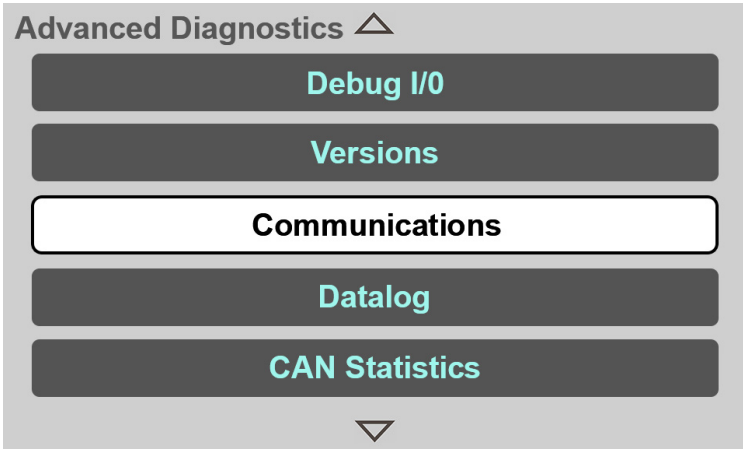 Advanced Diagnostics
Debug I/0
Versions
Communications
Datalog
CAN Statistics